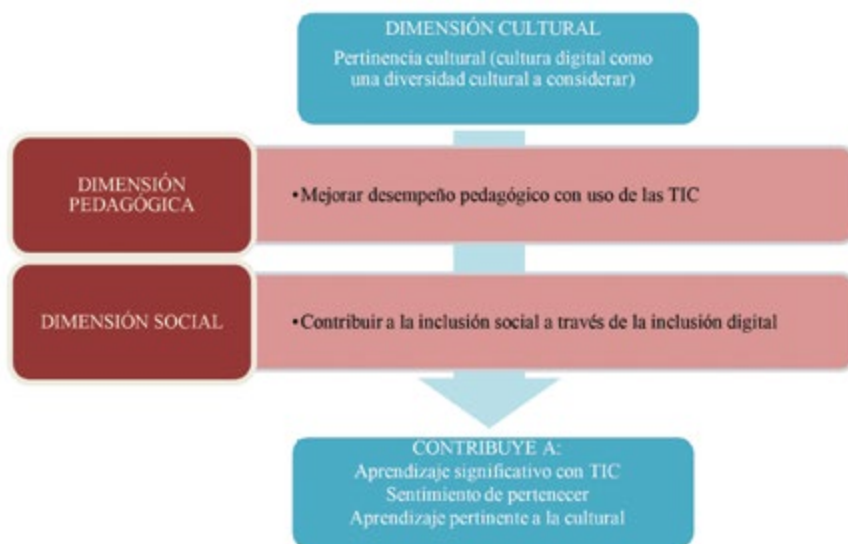 DIMENSIÓN CULTURAL
Pertinencia cultural (cultura digital como
una diversidad cultural a considerar)
DIMENSIÓN
PEDAGÓGICA
•Mejorar desempeño pedagógico con uso de las TIC
DIMENSIÓN SOCIAL
•Contribuir a la inclusión social a través de la inclusión digital
CONTRIBUYE A:
Aprendizaje significativo con TIC
Sentimiento de pertenecer
Aprendizaje pertinente a la cultural